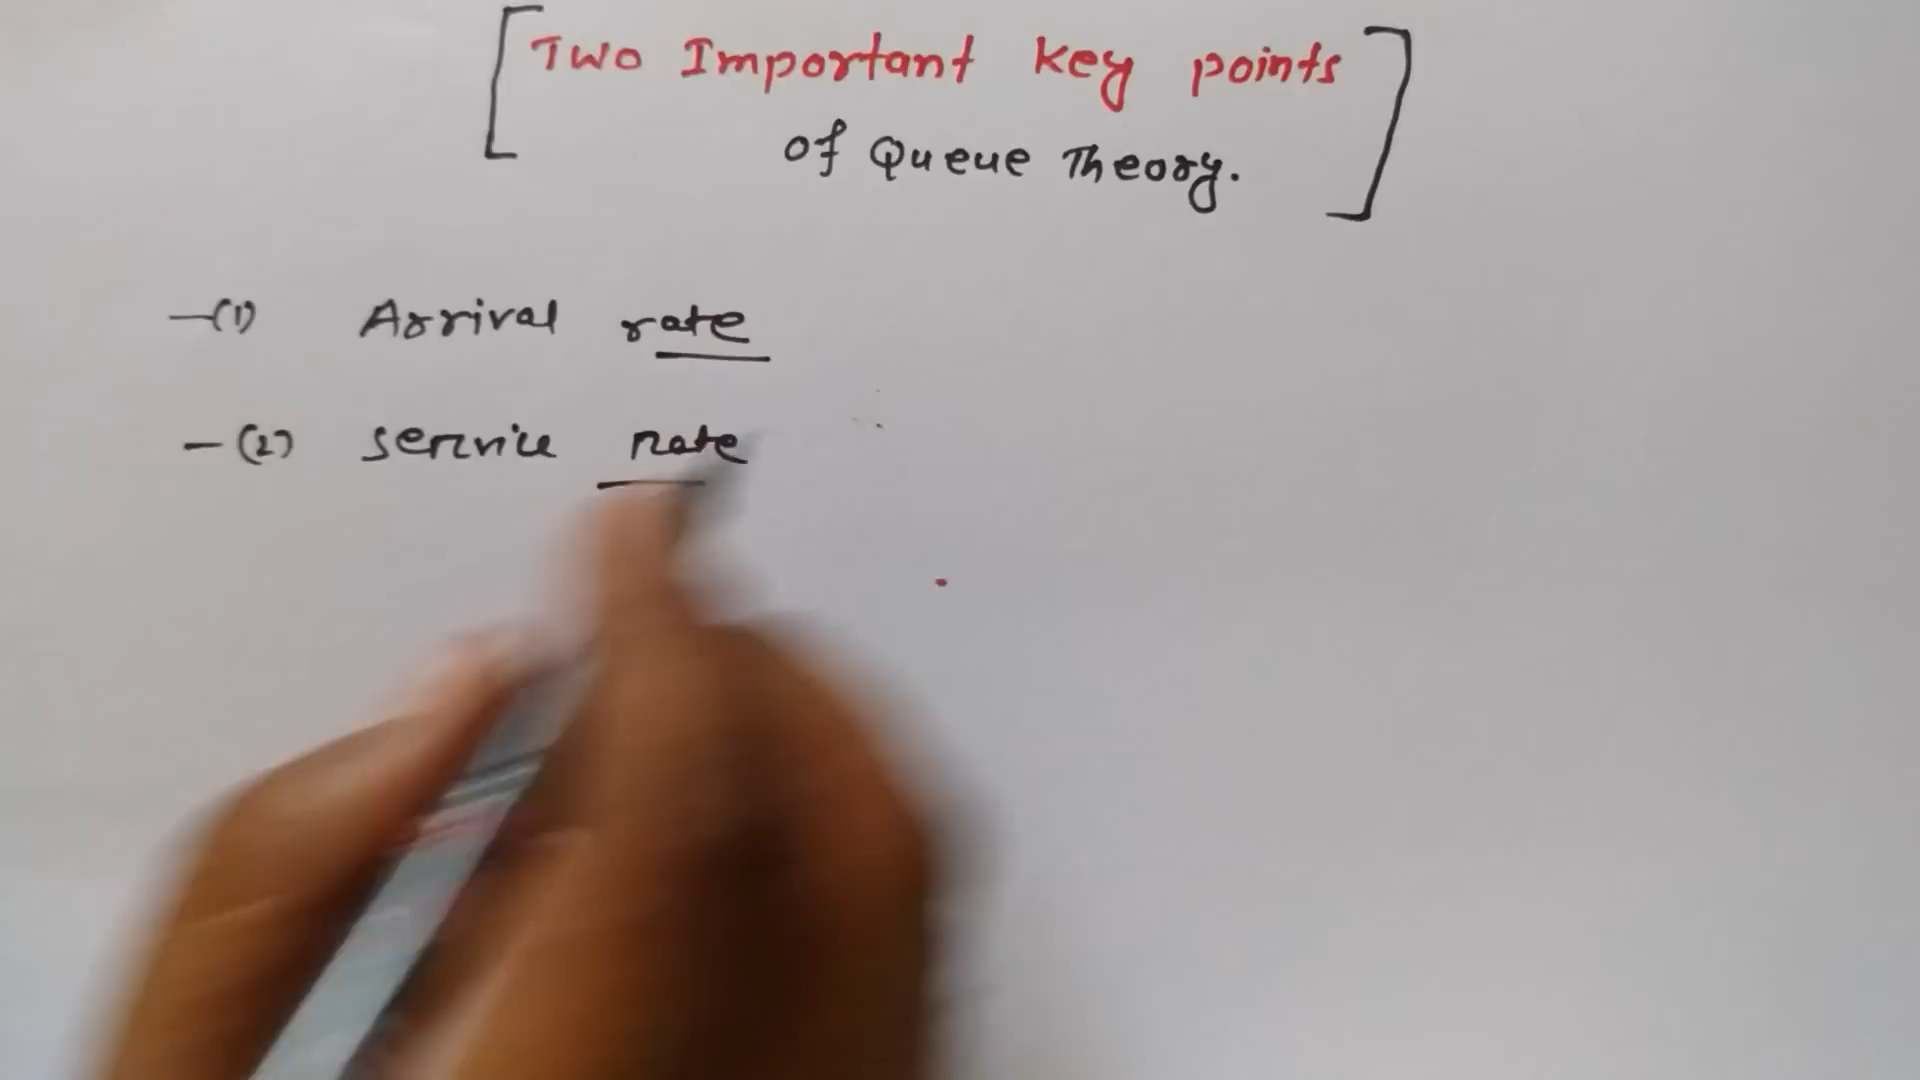 Two Important key points
of Queue Theory.
(1) Arrival rate
(2) service rate